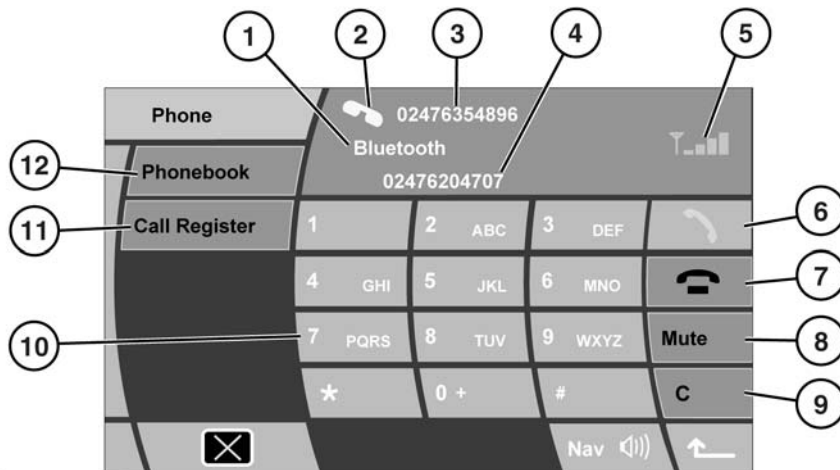 1 2 3 4 5
Phone
02476354896
Bluetooth
02476204707
12 Phonebook
11 Call Register
1 2 ABC 3 DEF 6
4 GHI 5 JKL 6 MNO 7
10 7 PQRS 8 TUV 9 WXYZ Mute 8
* 0 + # C 9
Nav